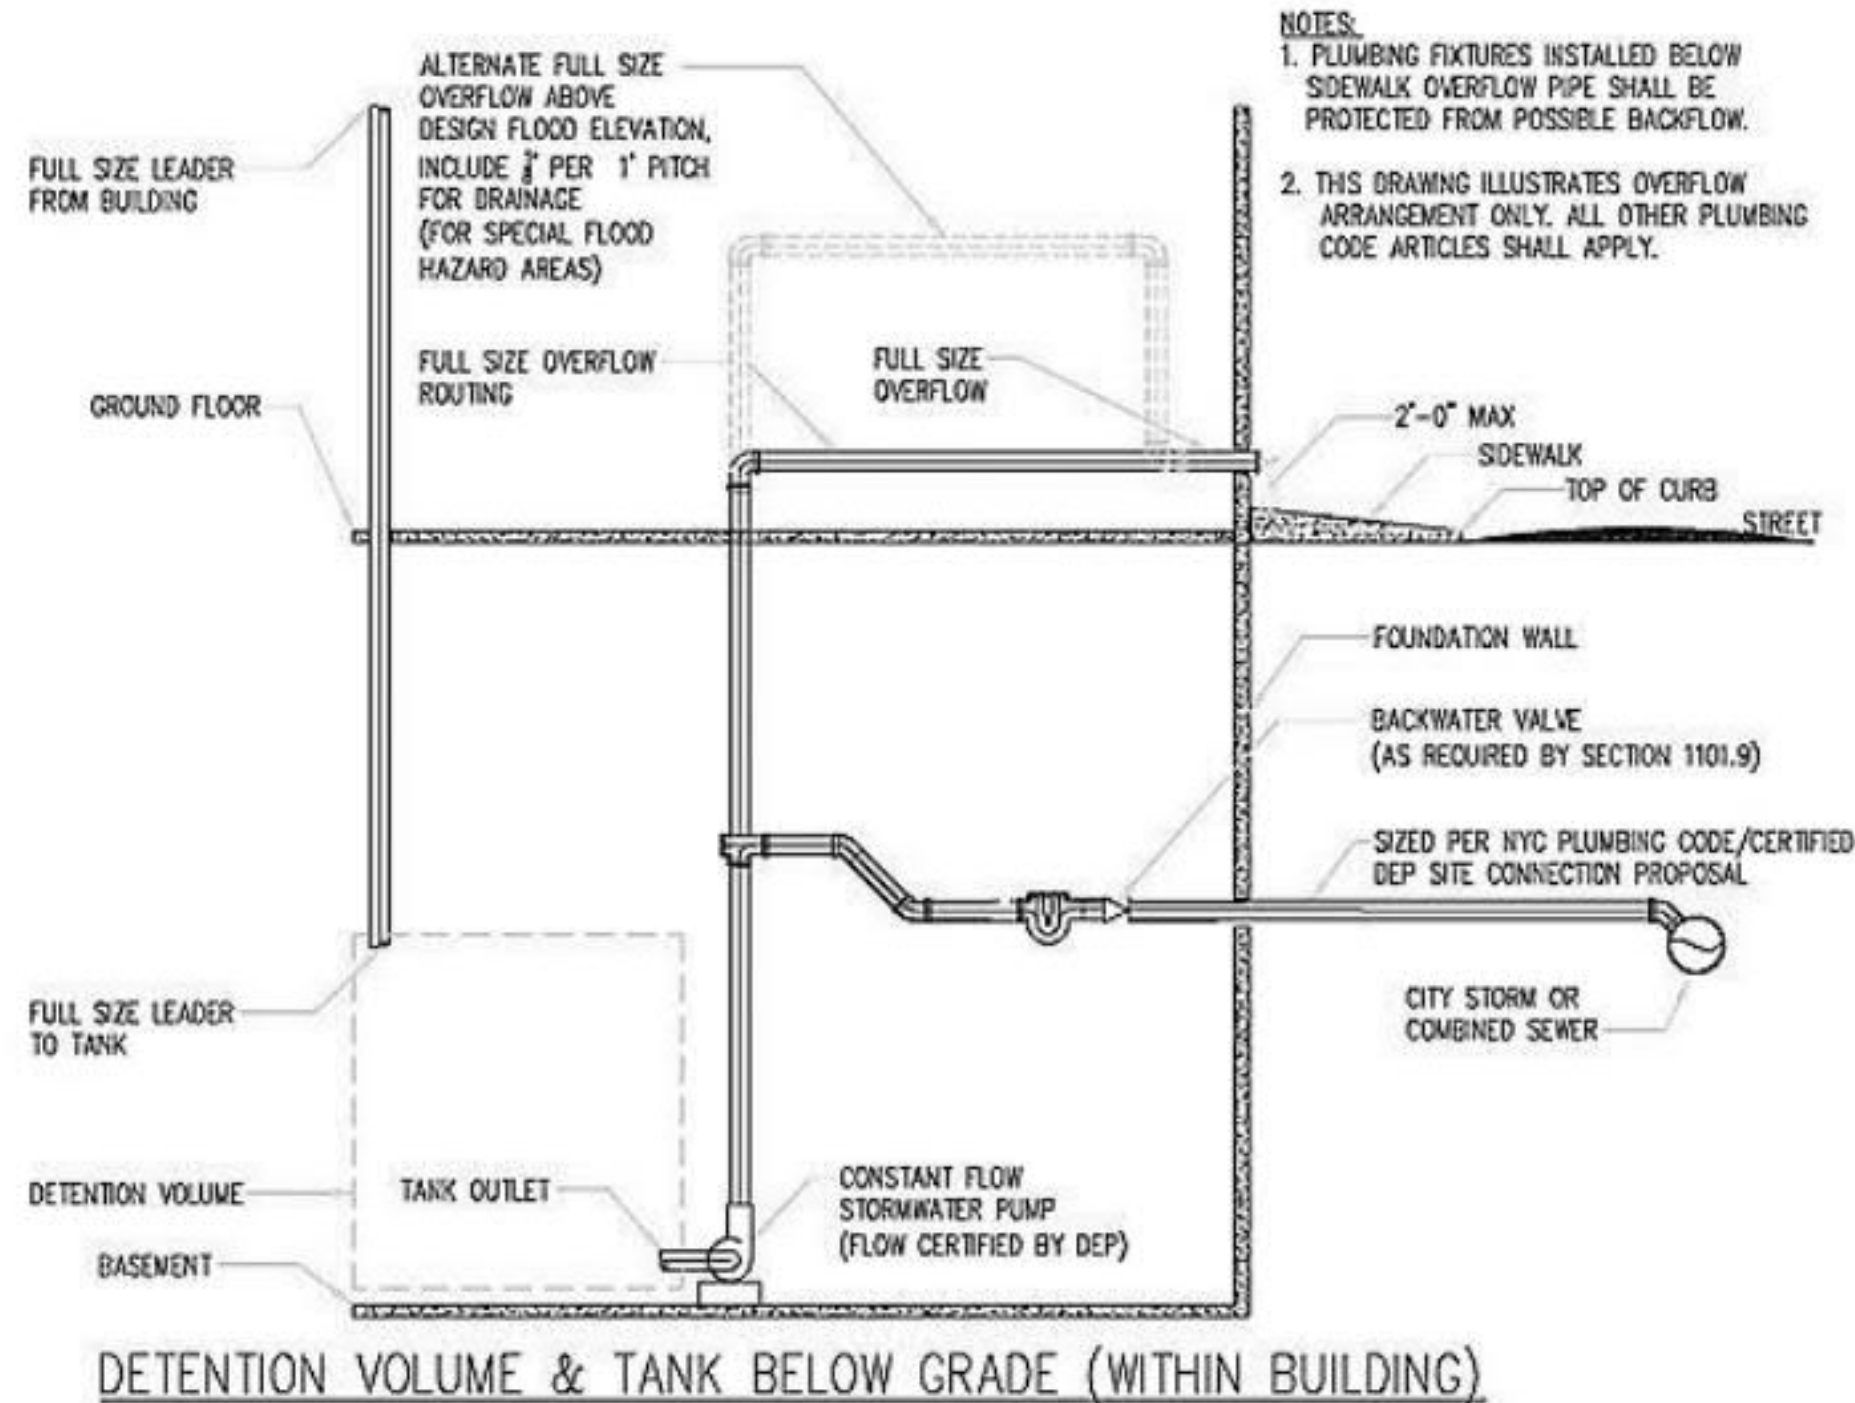 NOTES:
1. PLUMBING FIXTURES INSTALLED BELOW
SIDEWALK OVERFLOW PIPE SHALL BE
PROTECTED FROM POSSIBLE BACKFLOW.
2. THIS DRAWING ILLUSTRATES OVERFLOW
ARRANGEMENT ONLY. ALL OTHER PLUMBING
CODE ARTICLES SHALL APPLY.
ALTERNATE FULL SIZE
OVERFLOW ABOVE
DESIGN FLOOD ELEVATION,
INCLUDE PER 1' PITCH
FOR DRAINAGE
(FOR SPECIAL FLOOD
HAZARD AREAS)
FULL SIZE LEADER
FROM BUILDING
FULL SIZE OVERFLOW
ROUTING
FULL SIZE
OVERFLOW
GROUND FLOOR
2'-0" MAX
SIDEWALK
TOP OF CURB
STREET
FOUNDATION WALL
BACKWATER VALVE
(AS REQUIRED BY SECTION 1101.9)
SIZED PER NYC PLUMBING CODE/CERTIFIED
DEP SITE CONNECTION PROPOSAL
FULL SIZE LEADER
TO TANK
CITY STORM OR
COMBINED SEWER
DETENTION VOLUME
TANK OUTLET
CONSTANT FLOW
STORMWATER PUMP
(FLOW CERTIFIED BY DEP)
BASEMENT
DETENTION VOLUME & TANK BELOW GRADE (WITHIN BUILDING)